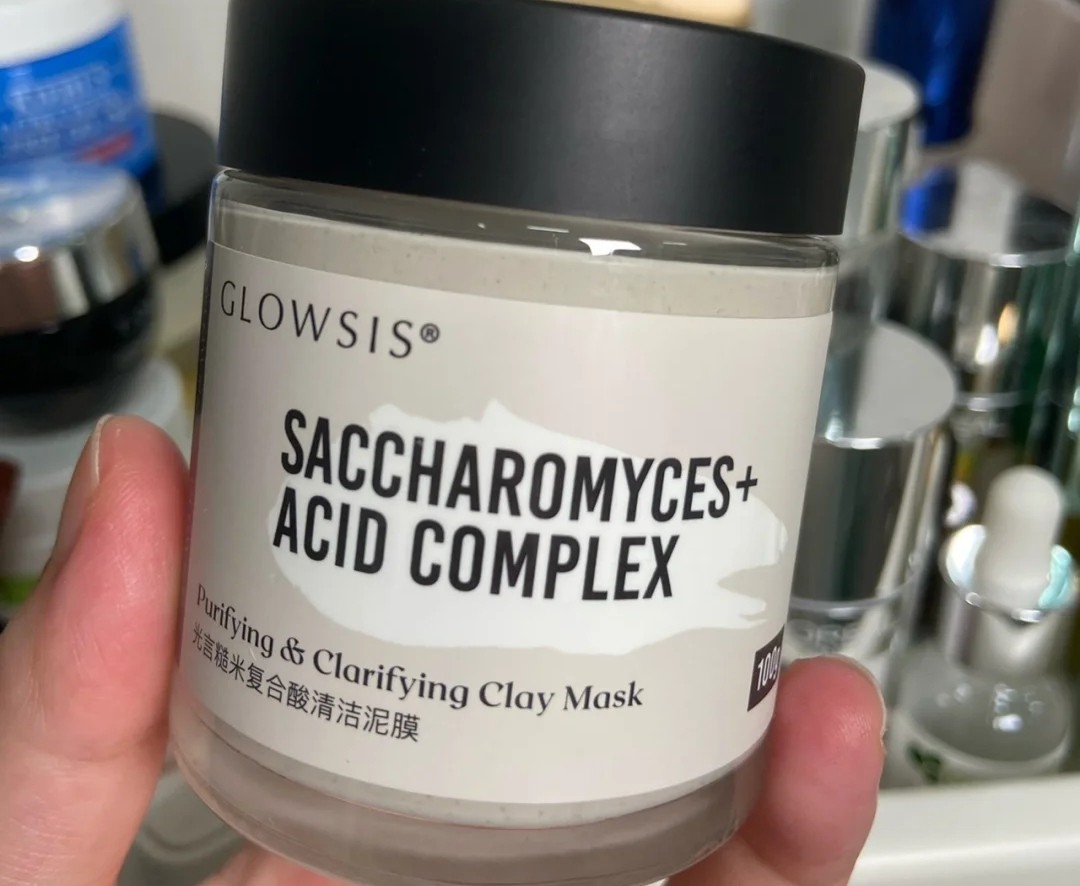 GLOWSIS®
SACCHAROMYCES+
ACID COMPLEX
Purifying & Clarifying Clay Mask
光言糙米复合酸清洁泥膜
100g